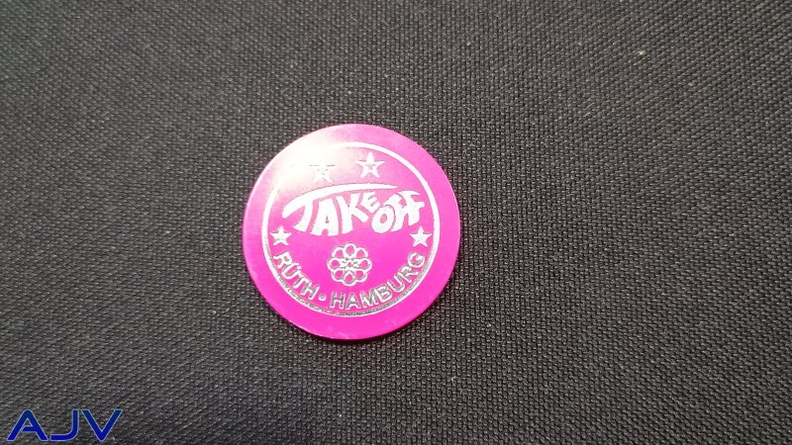 TAKE OFF
RÜTH • HAMBURG
AJV